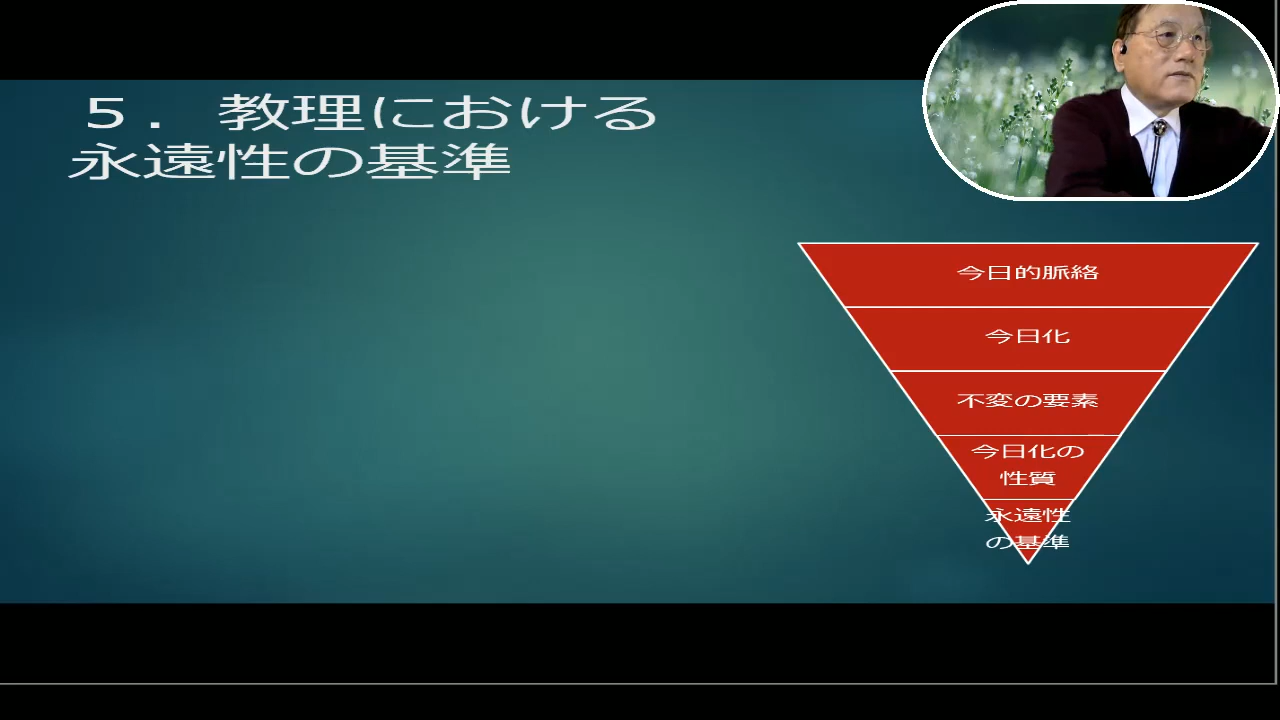 ５． 教理における
永遠性の基準
今日的脈絡
今日化
不変の要素
今日化の
性質
永遠性
の基準